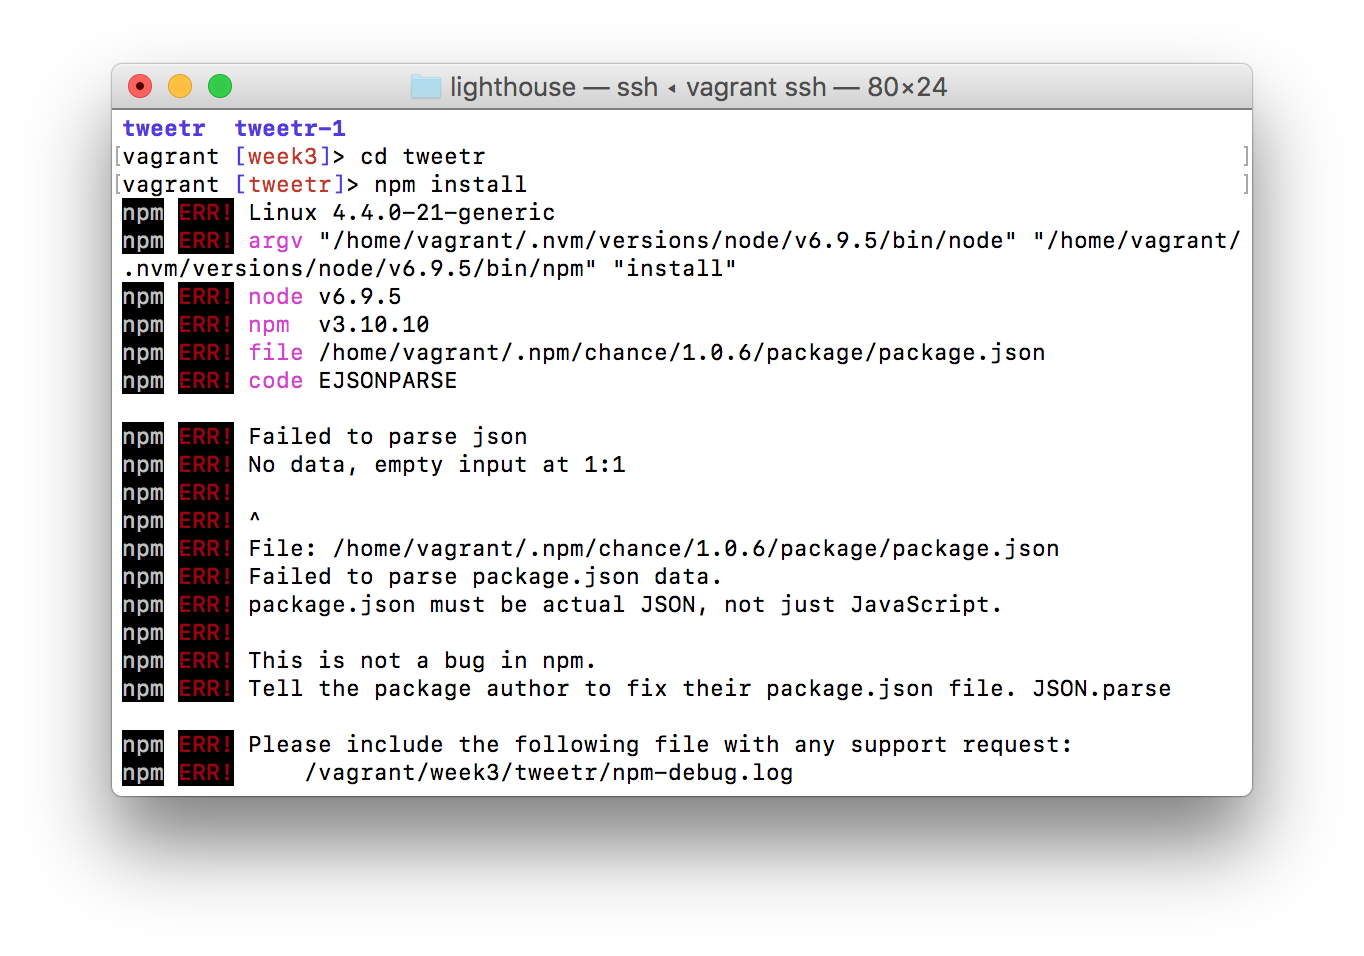 lighthouse — ssh ◂ vagrant ssh — 80×24
tweetr  tweetr-1
[vagrant [week3]> cd tweetr ]
[vagrant [tweetr]> npm install ]
npm ERR! Linux 4.4.0-21-generic
npm ERR! argv "/home/vagrant/.nvm/versions/node/v6.9.5/bin/node" "/home/vagrant/
.nvm/versions/node/v6.9.5/bin/npm" "install"
npm ERR! node v6.9.5
npm ERR! npm  v3.10.10
npm ERR! file /home/vagrant/.npm/chance/1.0.6/package/package.json
npm ERR! code EJSONPARSE
npm ERR! Failed to parse json
npm ERR! No data, empty input at 1:1
npm ERR!
npm ERR! ^
npm ERR! File: /home/vagrant/.npm/chance/1.0.6/package/package.json
npm ERR! Failed to parse package.json data.
npm ERR! package.json must be actual JSON, not just JavaScript.
npm ERR!
npm ERR! This is not a bug in npm.
npm ERR! Tell the package author to fix their package.json file. JSON.parse
npm ERR! Please include the following file with any support request:
npm ERR!     /vagrant/week3/tweetr/npm-debug.log